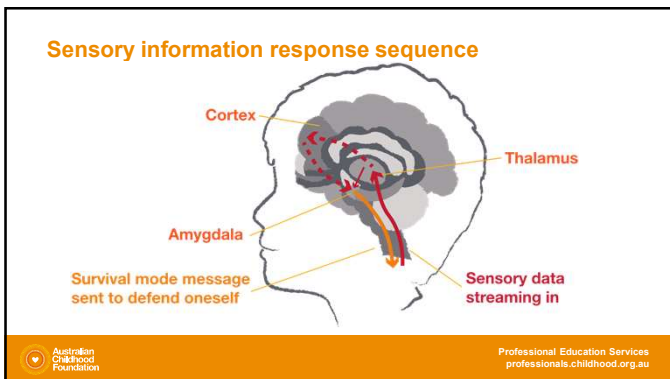 Sensory information response sequence
Cortex
Thalamus
Amygdala
Survival mode message
sent to defend oneself
Sensory data
streaming in
Australian
Childhood
Foundation
Professional Education Services
professionals.childhood.org.au